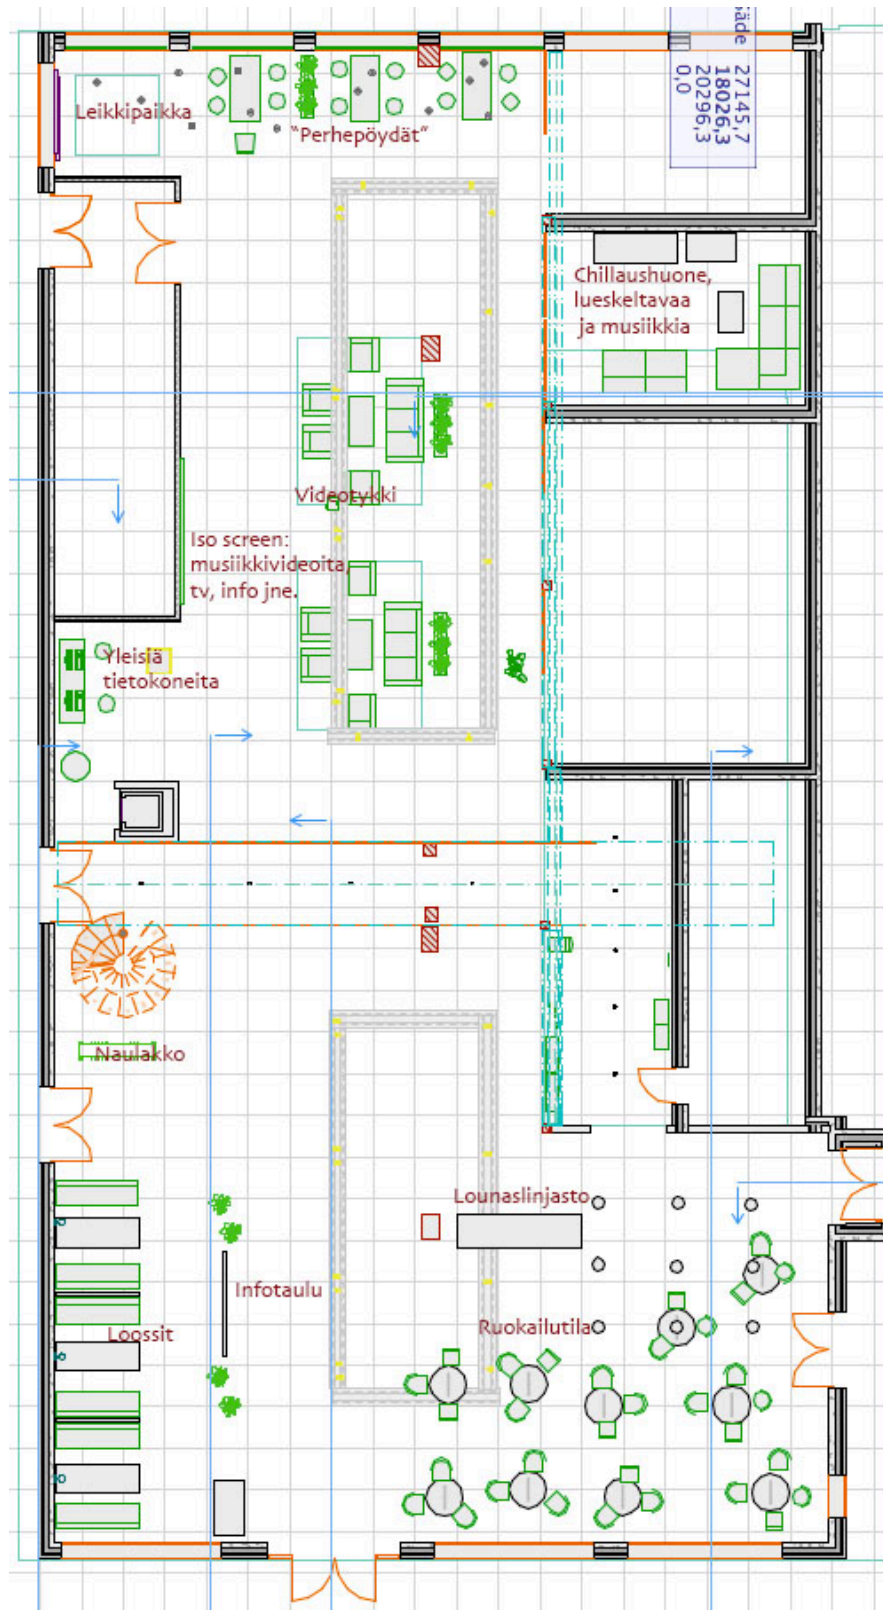 säde 27145,7
18026,3
20296,3
0,0
Leikkipaikka
"Perhepöydät"
Chillaushuone,
lueskeltavaa
ja musiikkia
Videotykki
Iso screen:
musiikkivideoita,
tv, info jne.
Yleisiä
tietokoneita
Naulakko
Lounaslinjasto
Infotaulu
Loossit
Ruokailutila